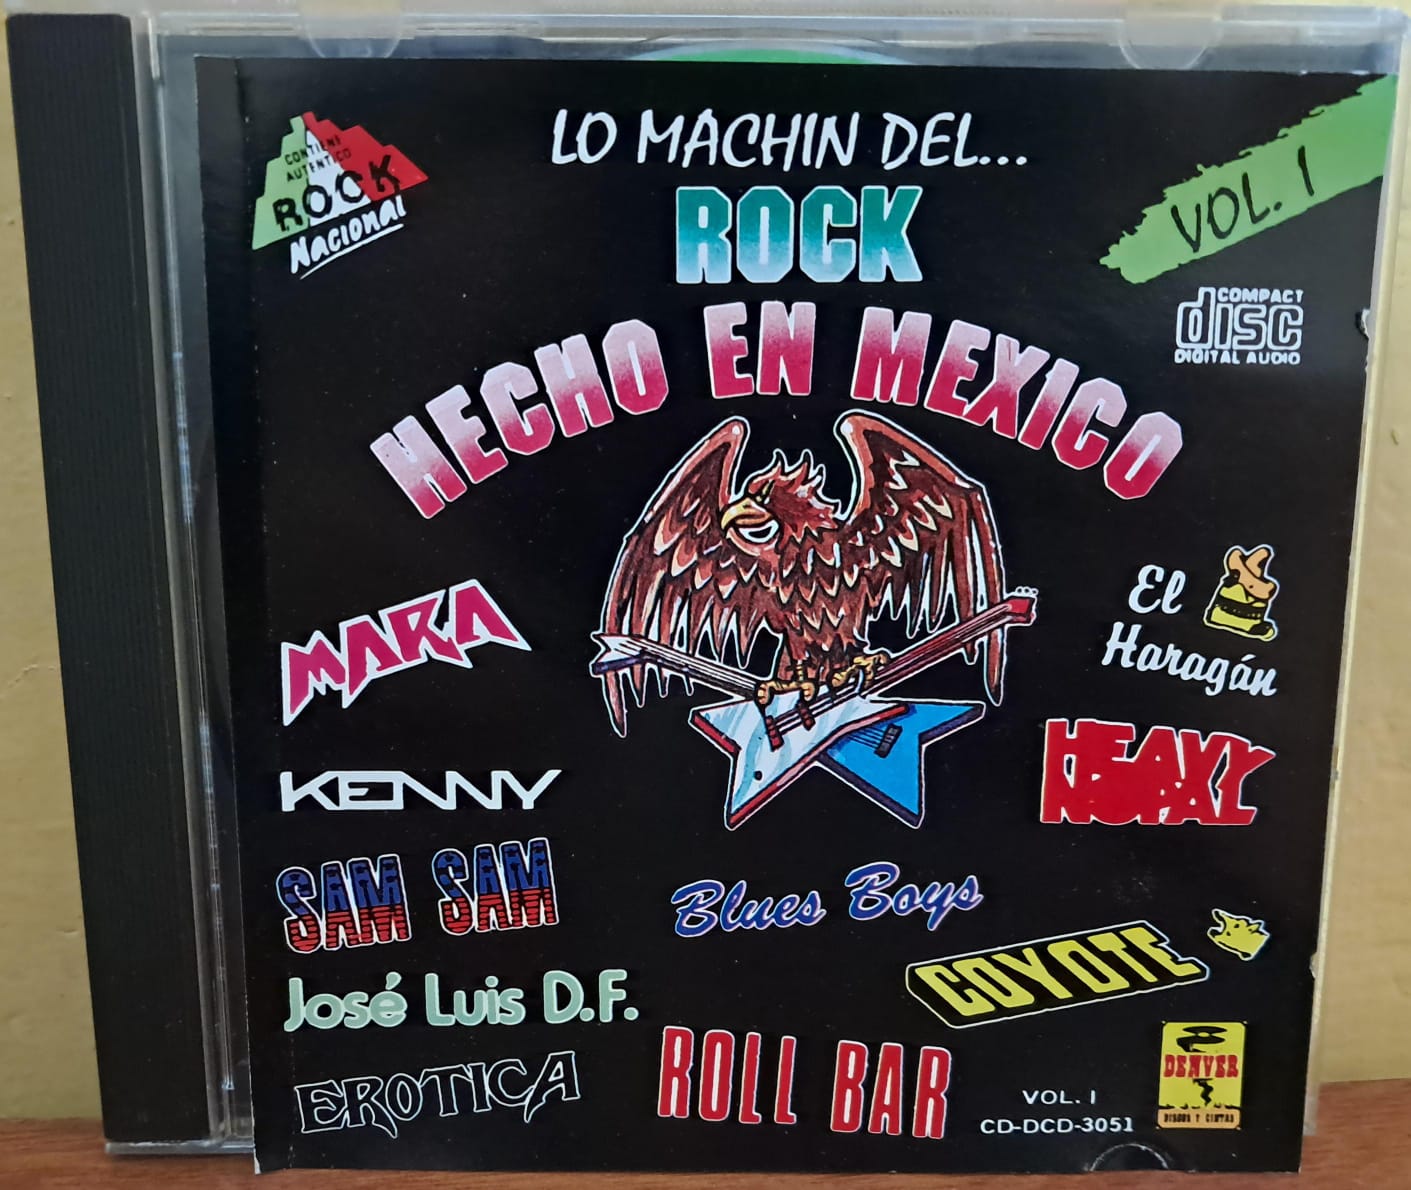 CONTIENE
AUTENTICO
ROCK
Nacional
LO MACHIN DEL...
ROCK
HECHO EN MEXICO
VOL. I
COMPACT
disc
DIGITAL AUDIO
MARA
KENNY
SAM SAM
José Luis D.F.
EROTICA
Blues Boys
ROLL BAR
El
Haragán
HEAVY
NOPAL
COYOTE
VOL. I
CD-DCD-3051
DENVER
DISCOS Y CINTAS